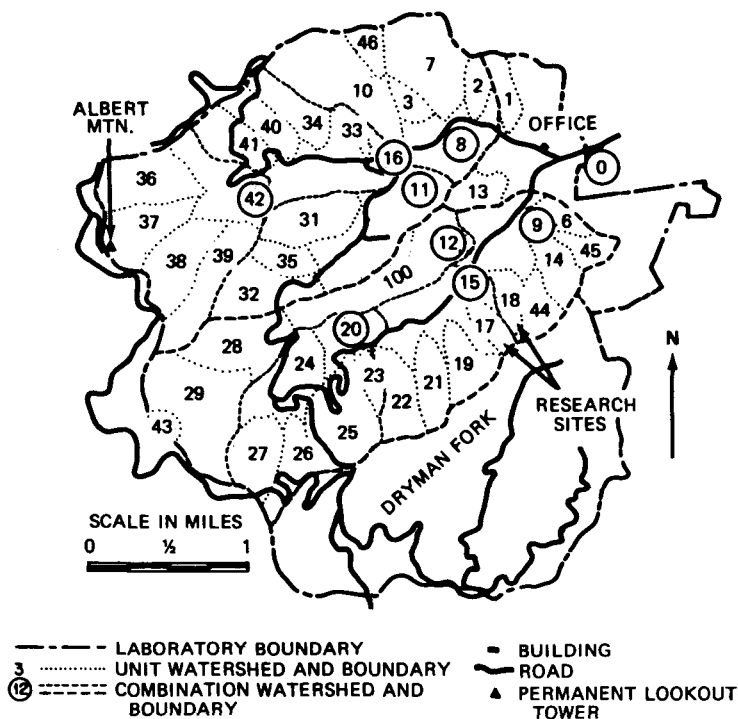 46
7
10
2
1
3
ALBERT
MTN.
40
34
33
41
OFFICE
8
16
0
36
42
11
13
37
31
9
6
38
39
12
14
45
35
100
15
32
18
44
20
17
28
24
23
19
N
29
21
22
RESEARCH
SITES
43
25
27
26
DRYMAN FORK
SCALE IN MILES
0 ½ 1
LABORATORY BOUNDARY
3 UNIT WATERSHED AND BOUNDARY
12 COMBINATION WATERSHED AND
BOUNDARY
BUILDING
ROAD
PERMANENT LOOKOUT
TOWER